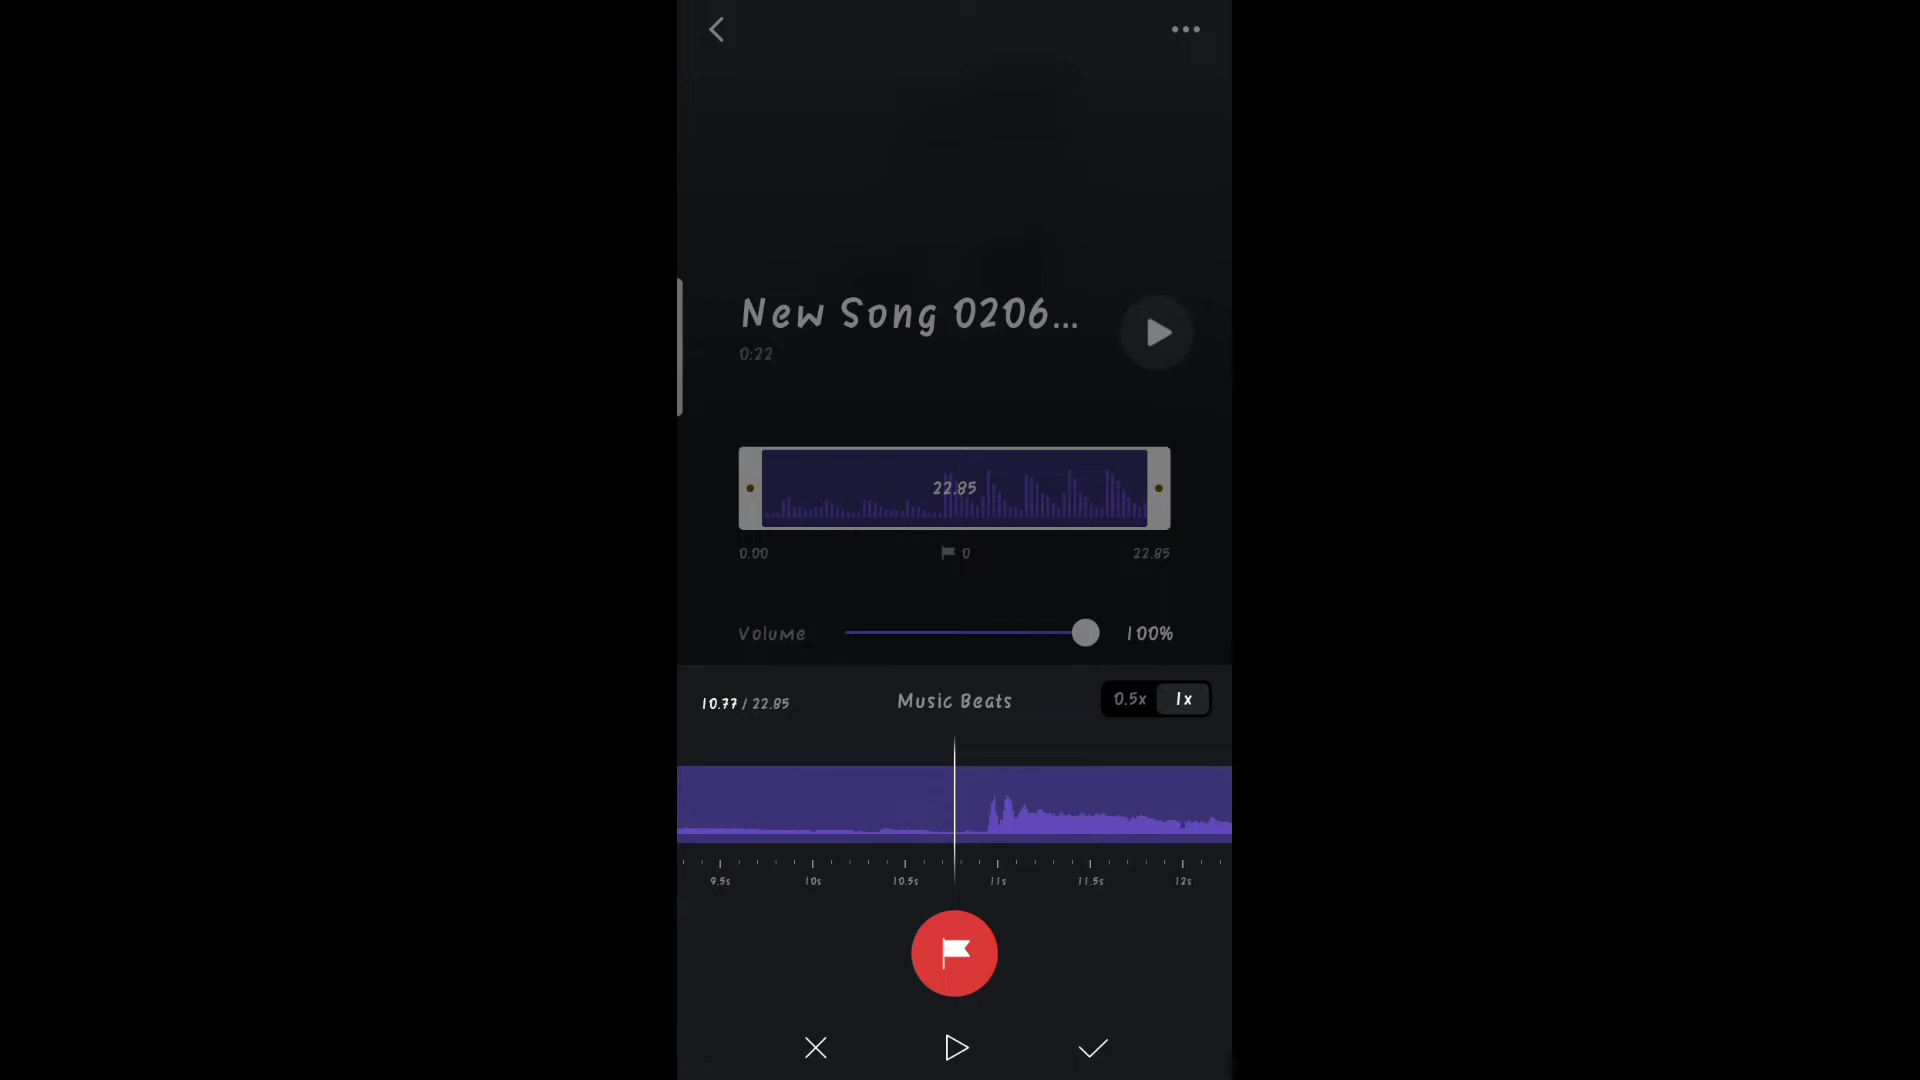 New Song 0206...
0:22
22.85
0.00 0 22.85
Volume 100%
10.77 / 22.85 Music Beats 0.5x 1x
9.5s 10s 10.5s 11s 11.5s 12s